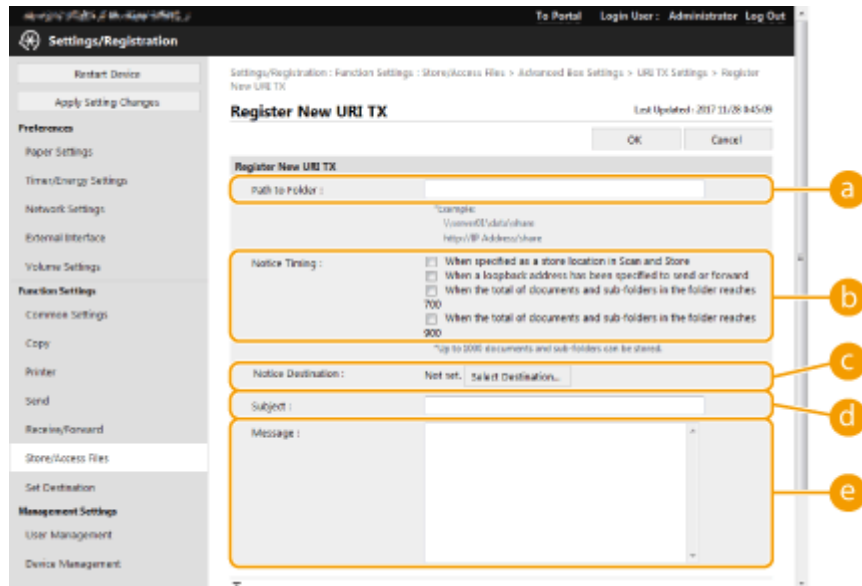 To Portal Login User : Administrator Log Out
Settings/Registration
Restart Device
Apply Setting Changes
Preferences
Paper Settings
Timer/Energy Settings
Network Settings
External Interface
Volume Settings
Function Settings
Common Settings
Copy
Printer
Send
Receive/Forward
Store/Access Files
Set Destination
Management Settings
User Management
Device Management
Settings/Registration : Function Settings : Store/Access Files > Advanced Box Settings > URI TX Settings > Register
New URI TX
Register New URI TX
Last Updated : 2017 11/28 8:45:09
OK Cancel
Register New URI TX
Path to Folder :
a
*Example:
\\server01\data\share
http://IP Address/share
Notice Timing :
When specified as a store location in Scan and Store
When a loopback address has been specified to send or forward
When the total of documents and sub-folders in the folder reaches
700
When the total of documents and sub-folders in the folder reaches
900
b
*Up to 1000 documents and sub-folders can be stored.
Notice Destination : Not set. Select Destination...
c
Subject :
d
Message :
e